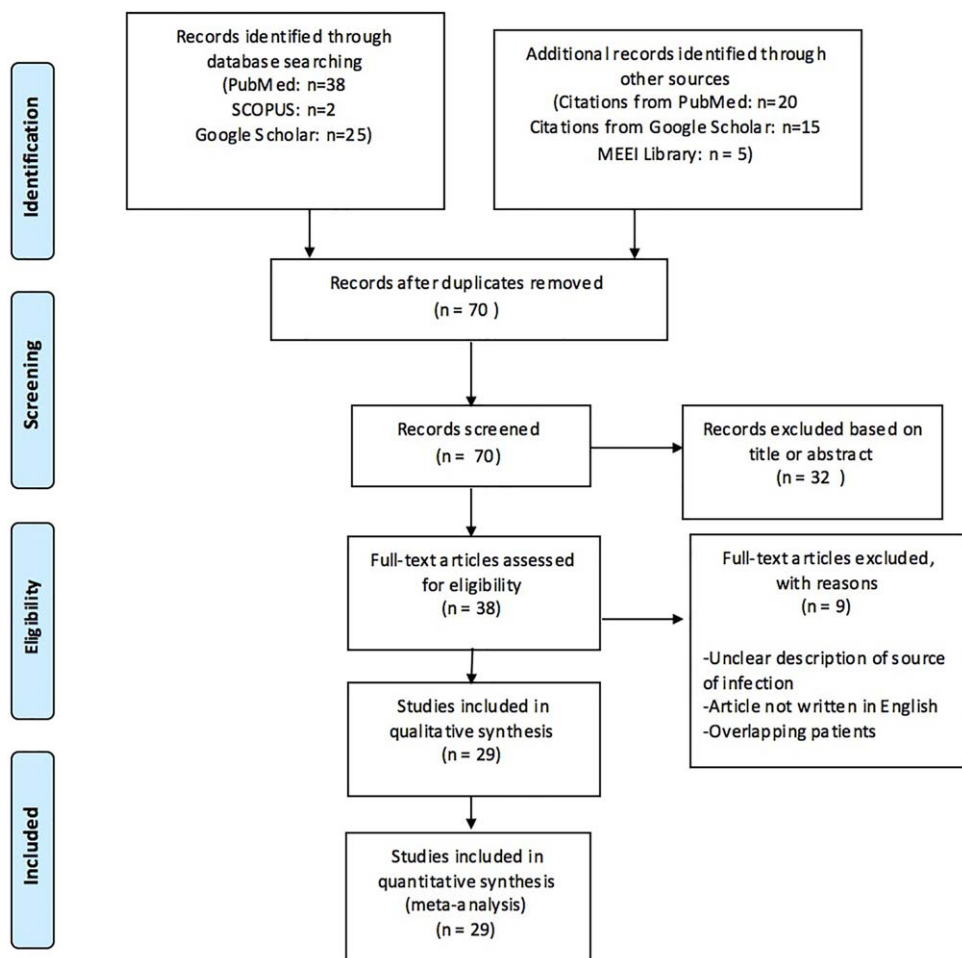 Identification
Records identified through
database searching
(PubMed: n=38
SCOPUS: n=2
Google Scholar: n=25)
Additional records identified through
other sources
(Citations from PubMed: n=20
Citations from Google Scholar: n=15
MEEI Library: n = 5)
Records after duplicates removed
(n = 70 )
Screening
Records screened
(n = 70)
Records excluded based on
title or abstract
(n = 32 )
Eligibility
Full-text articles assessed
for eligibility
(n = 38)
Full-text articles excluded,
with reasons
(n = 9)
-Unclear description of source
of infection
-Article not written in English
-Overlapping patients
Studies included in
qualitative synthesis
(n = 29)
Included
Studies included in
quantitative synthesis
(meta-analysis)
(n = 29)